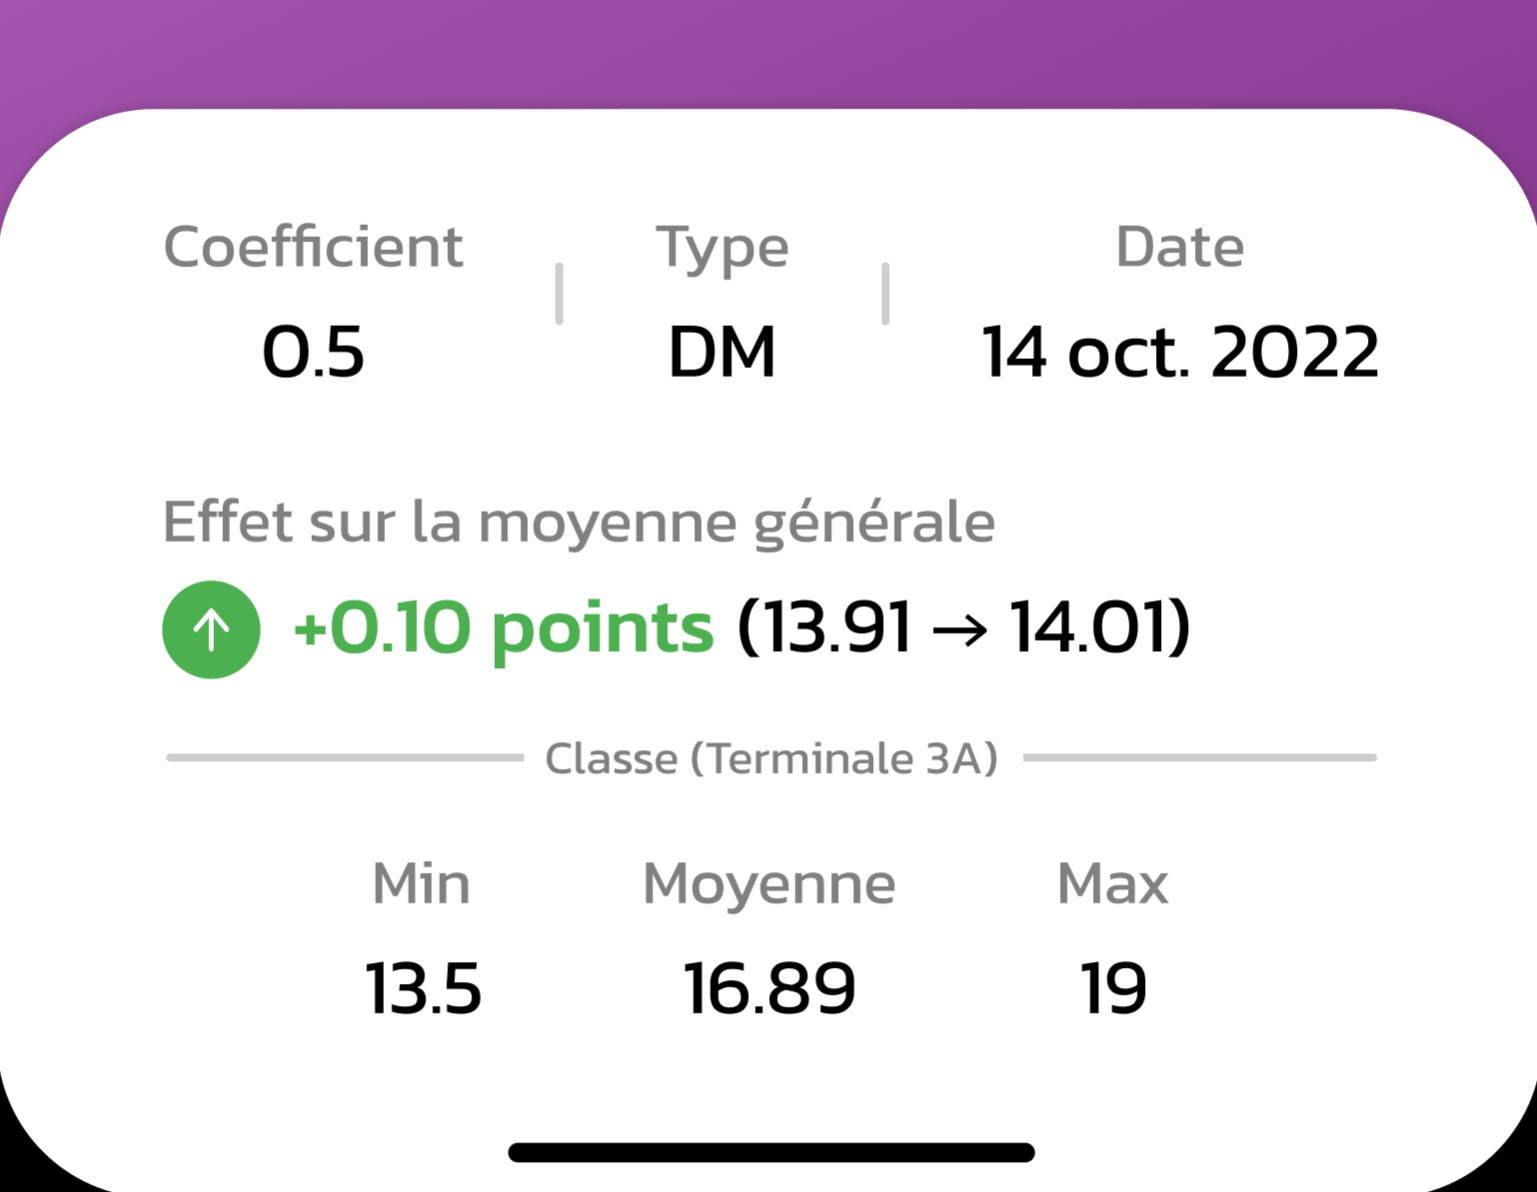 Coefficient Type Date
0.5 DM 14 oct. 2022
Effet sur la moyenne générale
+0.10 points (13.91 → 14.01)
Classe (Terminale 3A)
Min Moyenne Max
13.5 16.89 19